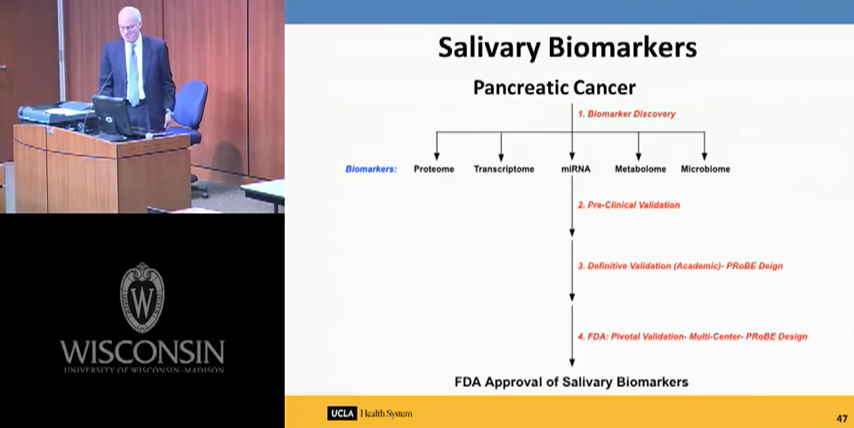 Salivary Biomarkers
Pancreatic Cancer
1. Biomarker Discovery
Biomarkers: Proteome Transcriptome miRNA Metabolome Microbiome
2. Pre-Clinical Validation
3. Definitive Validation (Academic)- PRoBE Deign
4. FDA: Pivotal Validation- Multi-Center- PRoBE Design
FDA Approval of Salivary Biomarkers
UCLA Health System
47
W
WISCONSIN
UNIVERSITY OF WISCONSIN–MADISON